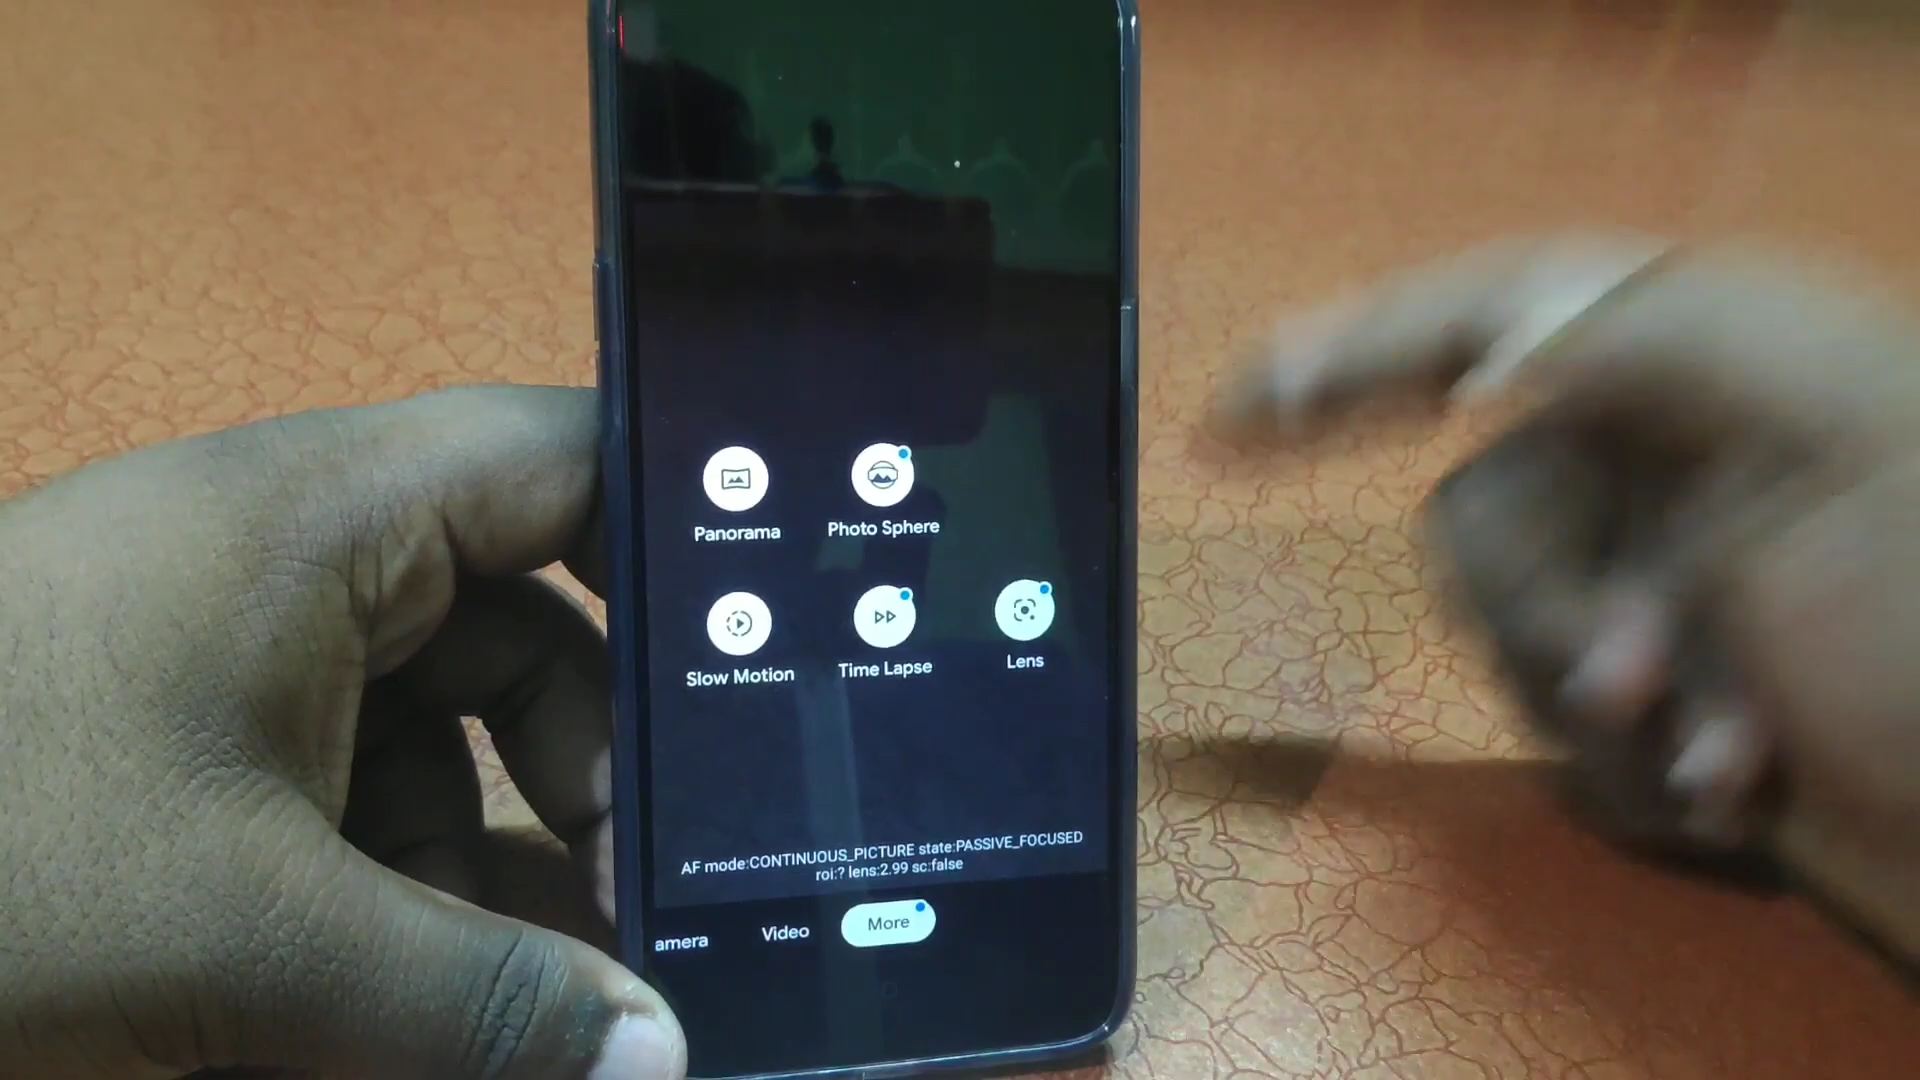 Panorama
Photo Sphere
Slow Motion
Time Lapse
Lens
AF mode:CONTINUOUS_PICTURE state:PASSIVE_FOCUSED
roi:? lens:2.99 sc:false
amera
Video
More